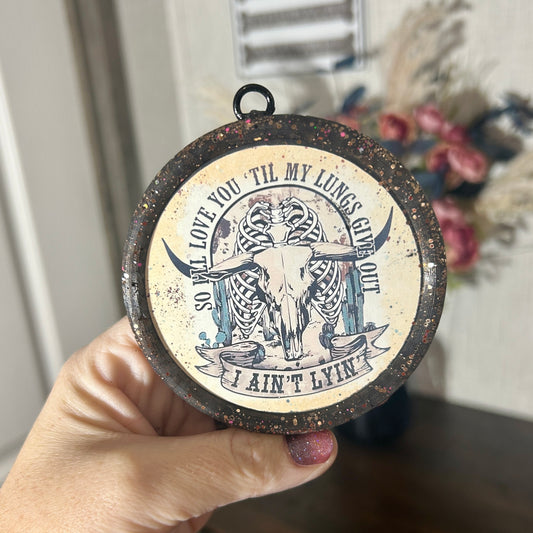 SO I'LL LOVE YOU 'TIL MY LUNGS GIVE OUT
I AIN'T LYIN'